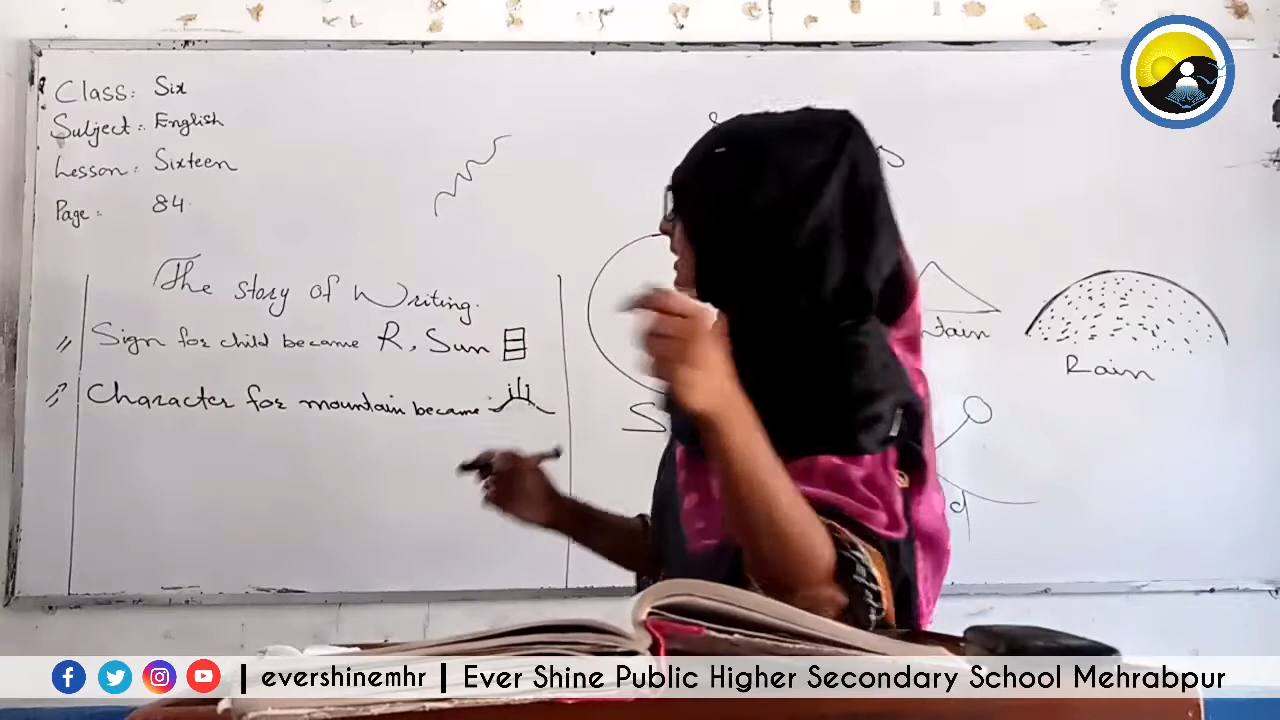 Class: Six
Subject: English
Lesson: Sixteen
Page: 84
The story of Writing.
Sign for child became R, Sun
Character for mountain became
Rain
| evershinemhr | Ever Shine Public Higher Secondary School Mehrabpur